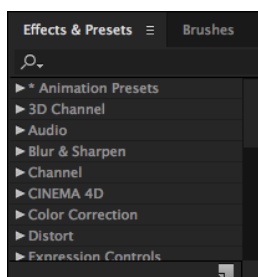 Effects & Presets Brushes
* Animation Presets
3D Channel
Audio
Blur & Sharpen
Channel
CINEMA 4D
Color Correction
Distort
Expression Controls